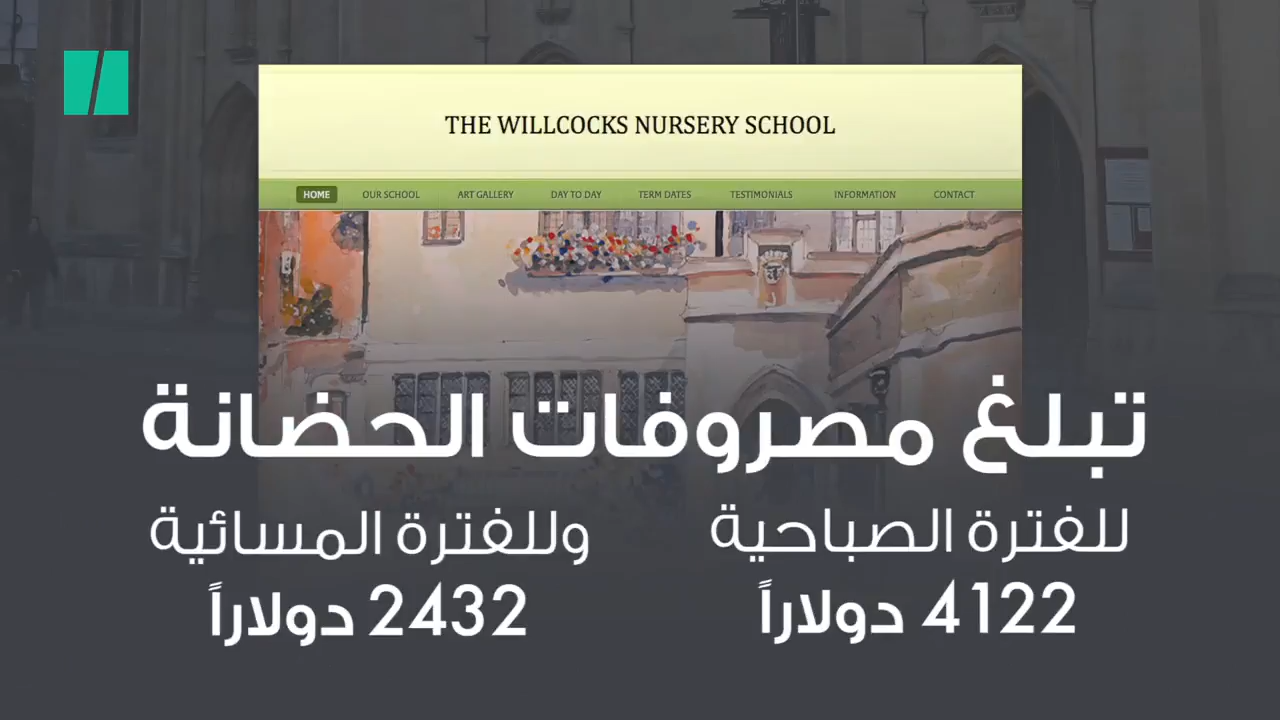 THE WILLCOCKS NURSERY SCHOOL
HOME OUR SCHOOL ART GALLERY DAY TO DAY TERM DATES TESTIMONIALS INFORMATION CONTACT
تبلغ مصروفات الحضانة
للفترة الصباحية
4122 دولاراً
وللفترة المسائية
2432 دولاراً